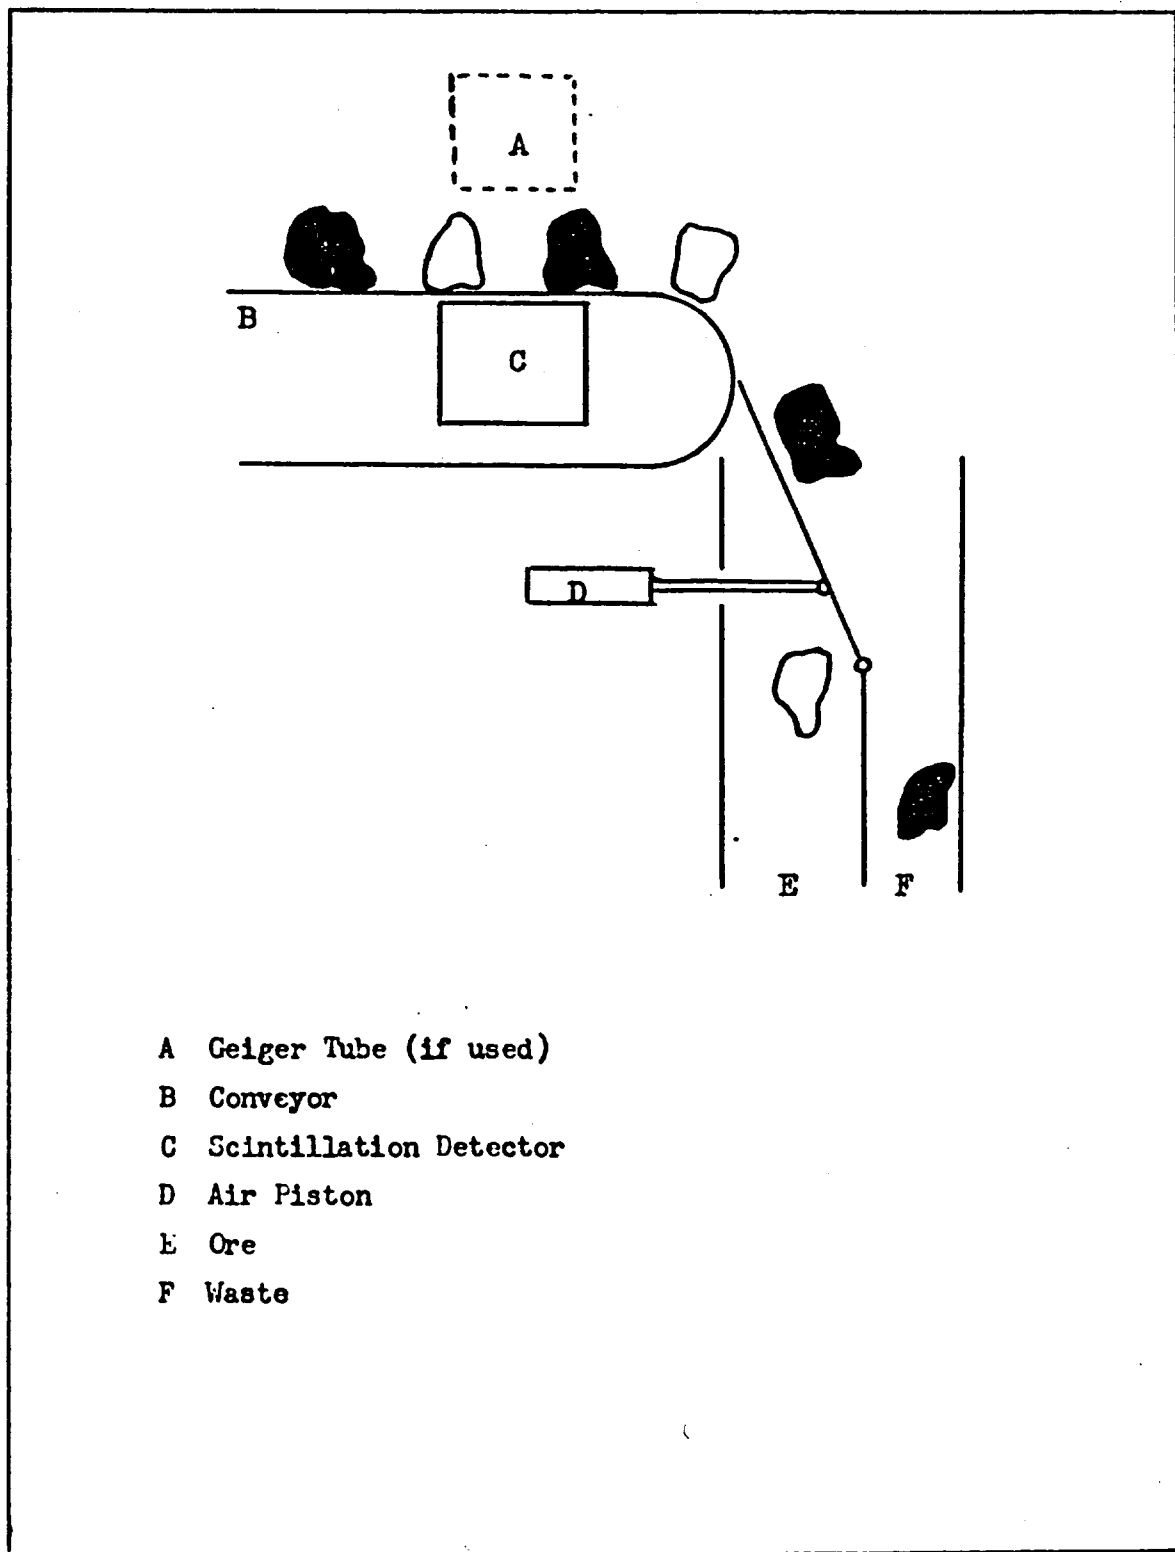 A
B
C
D
E F
A Geiger Tube (if used)
B Conveyor
C Scintillation Detector
D Air Piston
E Ore
F Waste